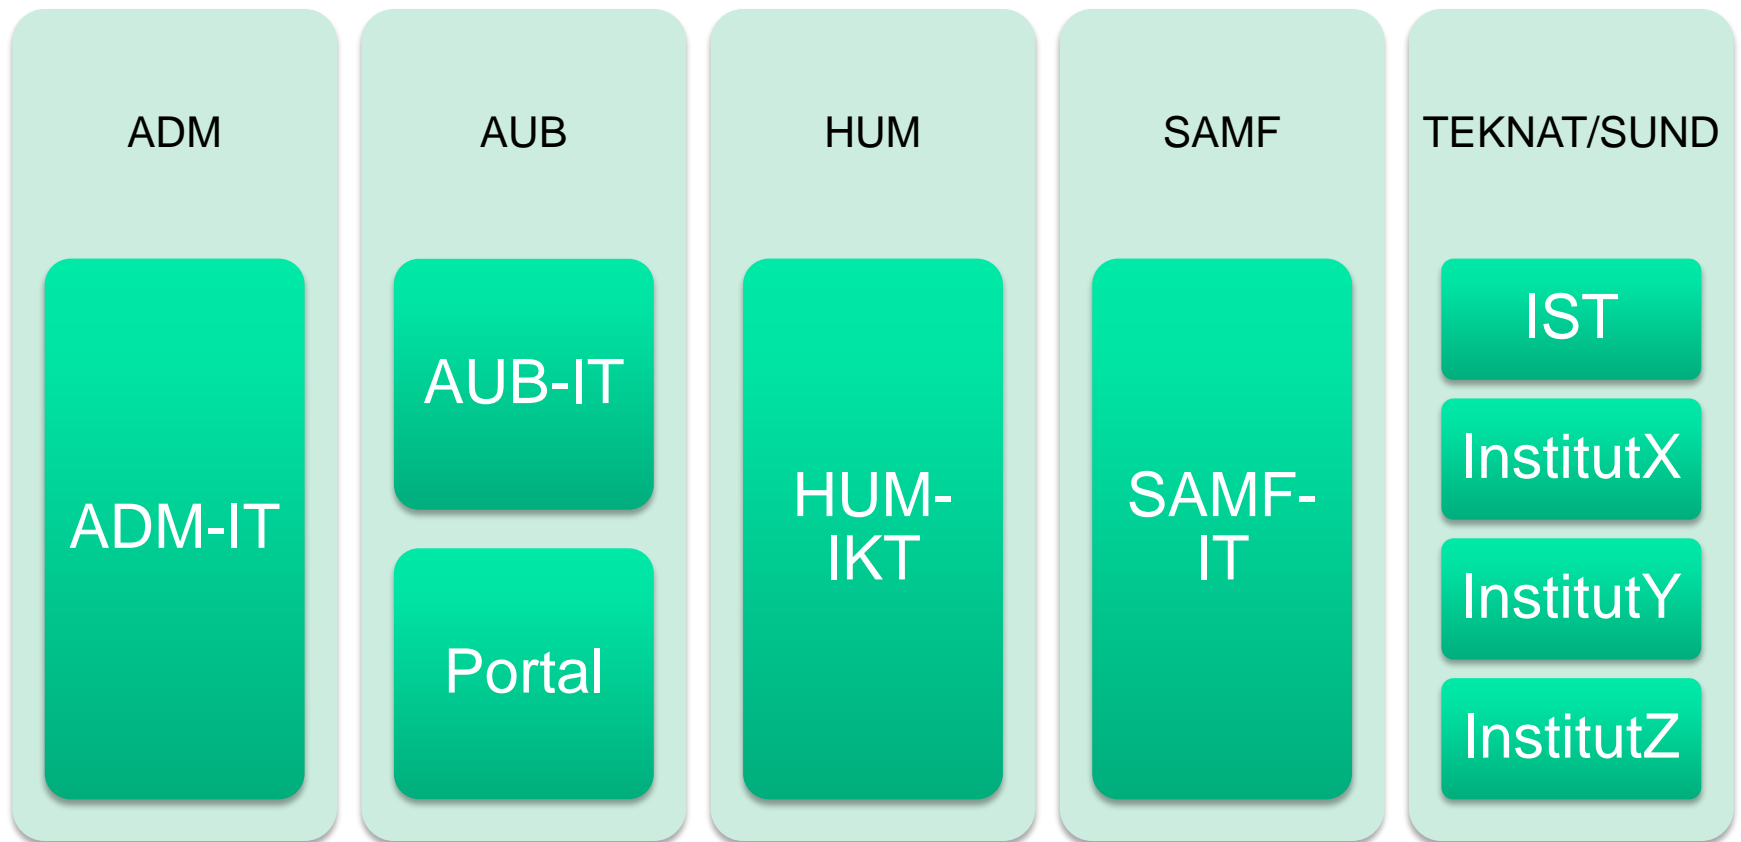 ADM
AUB
HUM
SAMF
TEKNAT/SUND
ADM-IT
AUB-IT
Portal
HUM-
IKT
SAMF-
IT
IST
InstitutX
InstitutY
InstitutZ